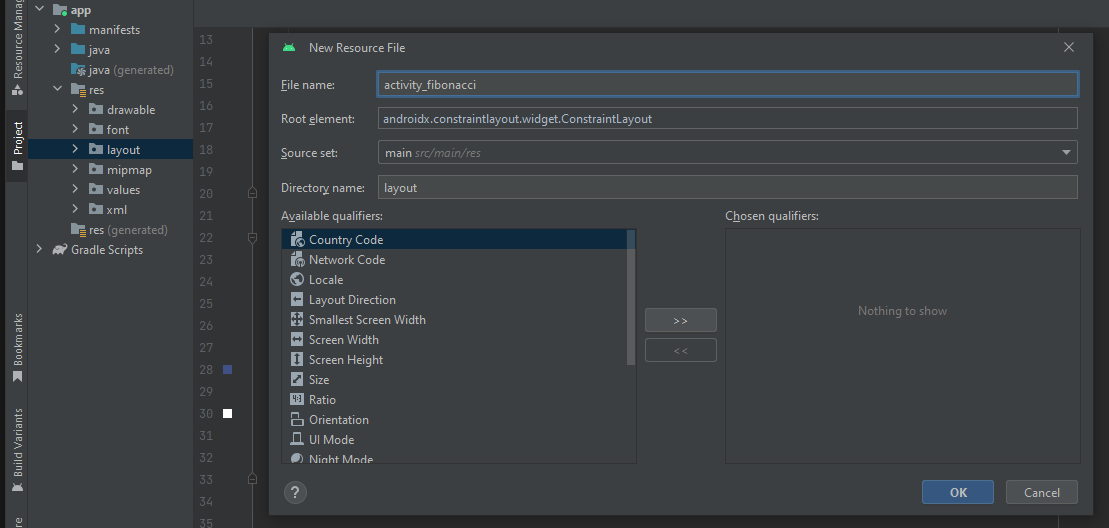 Resource Manag
Project
Bookmarks
Build Variants
re
app
manifests
java
java (generated)
res
drawable
font
layout
mipmap
values
xml
res (generated)
Gradle Scripts
13
14
15
16
17
18
19
20
21
22
23
24
25
26
27
28
29
30
31
32
33
34
35
New Resource File
File name:
activity_fibonacci
Root element:
androidx.constraintlayout.widget.ConstraintLayout
Source set:
main src/main/res
Directory name:
layout
Available qualifiers:
Country Code
Network Code
Locale
Layout Direction
Smallest Screen Width
Screen Width
Screen Height
Size
Ratio
Orientation
UI Mode
Night Mode
>>
<<
Chosen qualifiers:
Nothing to show
?
OK
Cancel